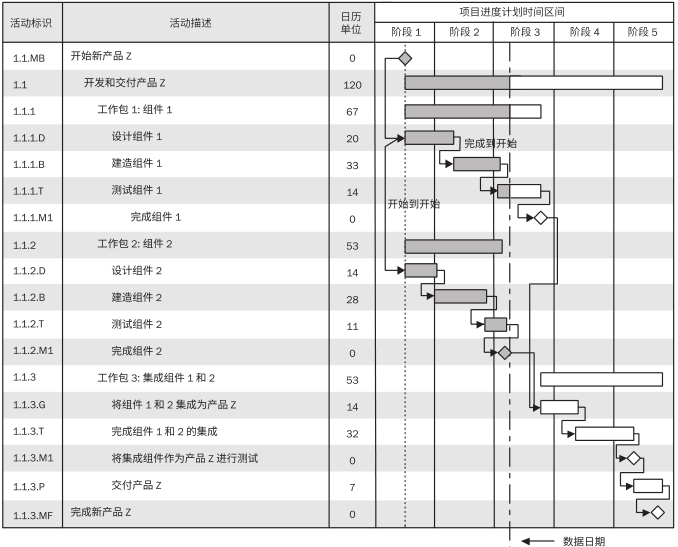 活动标识 活动描述 日历单位 项目进度计划时间区间
阶段 1 阶段 2 阶段 3 阶段 4 阶段 5
1.1.MB 开始新产品 Z 0
1.1 开发和交付产品 Z 120
1.1.1 工作包 1: 组件 1 67
1.1.1.D 设计组件 1 20
完成到开始
1.1.1.B 建造组件 1 33
1.1.1.T 测试组件 1 14
开始到开始
1.1.1.M1 完成组件 1 0
1.1.2 工作包 2: 组件 2 53
1.1.2.D 设计组件 2 14
1.1.2.B 建造组件 2 28
1.1.2.T 测试组件 2 11
1.1.2.M1 完成组件 2 0
1.1.3 工作包 3: 集成组件 1 和 2 53
1.1.3.G 将组件 1 和 2 集成为产品 Z 14
1.1.3.T 完成组件 1 和 2 的集成 32
1.1.3.M1 将集成组件作为产品 Z 进行测试 0
1.1.3.P 交付产品 Z 7
1.1.3.MF 完成新产品 Z 0
数据日期